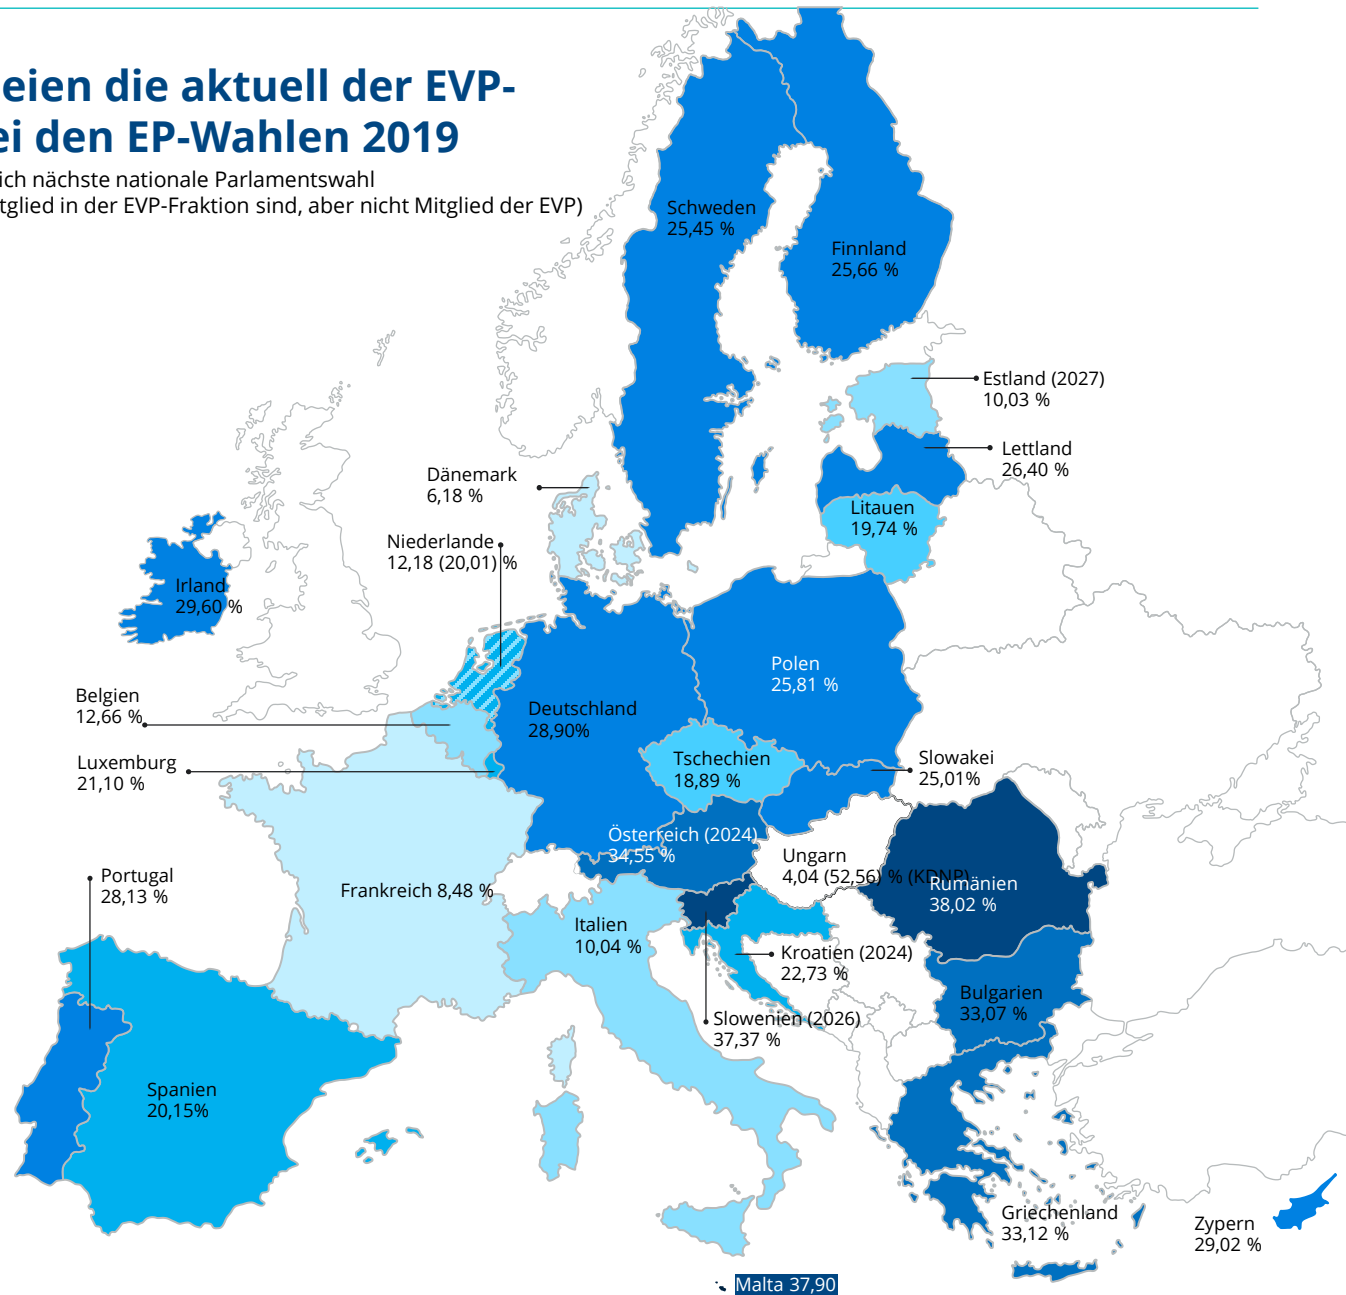 eien die aktuell der EVP-
ei den EP-Wahlen 2019
ich nächste nationale Parlamentswahl
tglied in der EVP-Fraktion sind, aber nicht Mitglied der EVP)
Schweden
25,45 %
Finnland
25,66 %
Estland (2027)
10,03 %
Lettland
26,40 %
Dänemark
6,18 %
Litauen
19,74 %
Niederlande
12,18 (20,01) %
Irland
29,60 %
Polen
25,81 %
Belgien
12,66 %
Deutschland
28,90%
Luxemburg
21,10 %
Tschechien
18,89 %
Slowakei
25,01%
Österreich (2024)
34,55 %
Ungarn
4,04 (52,56) % (KDNP)
Portugal
28,13 %
Frankreich 8,48 %
Rumänien
38,02 %
Italien
10,04 %
Kroatien (2024)
22,73 %
Bulgarien
33,07 %
Slowenien (2026)
37,37 %
Spanien
20,15%
Griechenland
33,12 %
Zypern
29,02 %
Malta 37,90